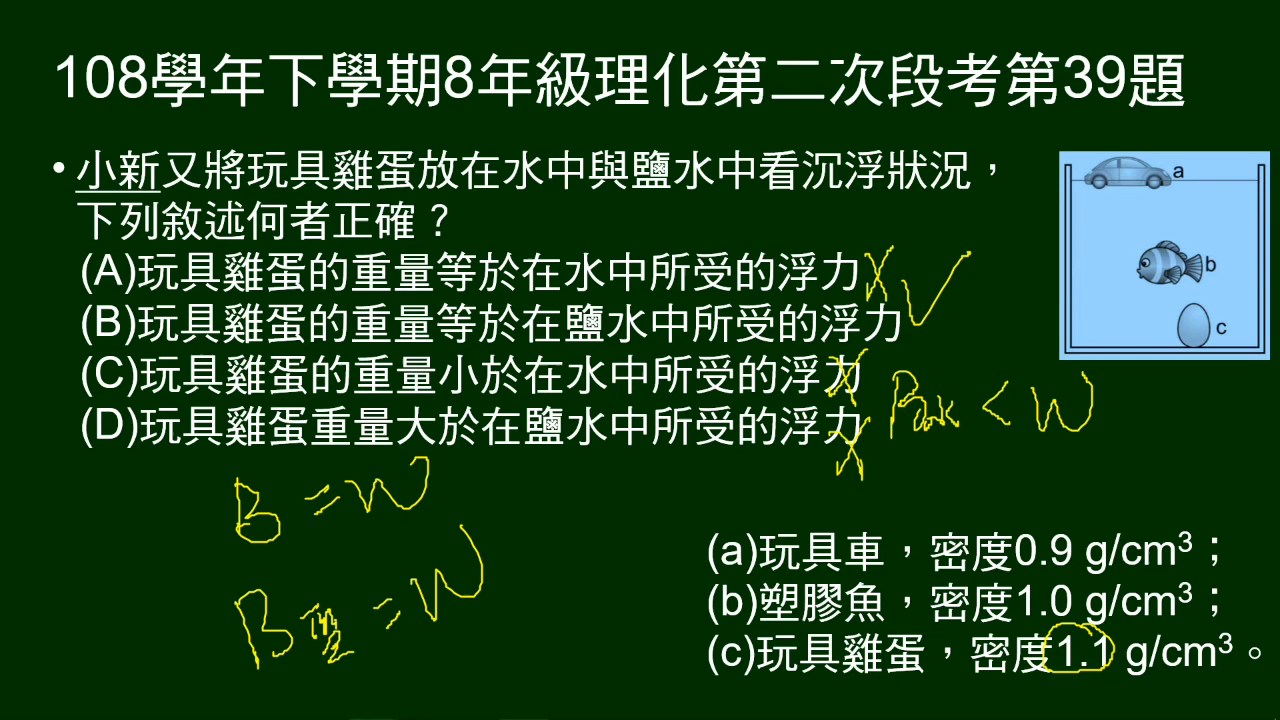 108學年下學期8年級理化第二次段考第39題
• 小新又將玩具雞蛋放在水中與鹽水中看沉浮狀況，
下列敘述何者正確？
(A)玩具雞蛋的重量等於在水中所受的浮力 X
(B)玩具雞蛋的重量等於在鹽水中所受的浮力 V
(C)玩具雞蛋的重量小於在水中所受的浮力 X
(D)玩具雞蛋重量大於在鹽水中所受的浮力 X
a
b
c
B水 < W
B = W
B鹽 = W
(a)玩具車，密度0.9 g/cm³；
(b)塑膠魚，密度1.0 g/cm³；
(c)玩具雞蛋，密度1.1 g/cm³。